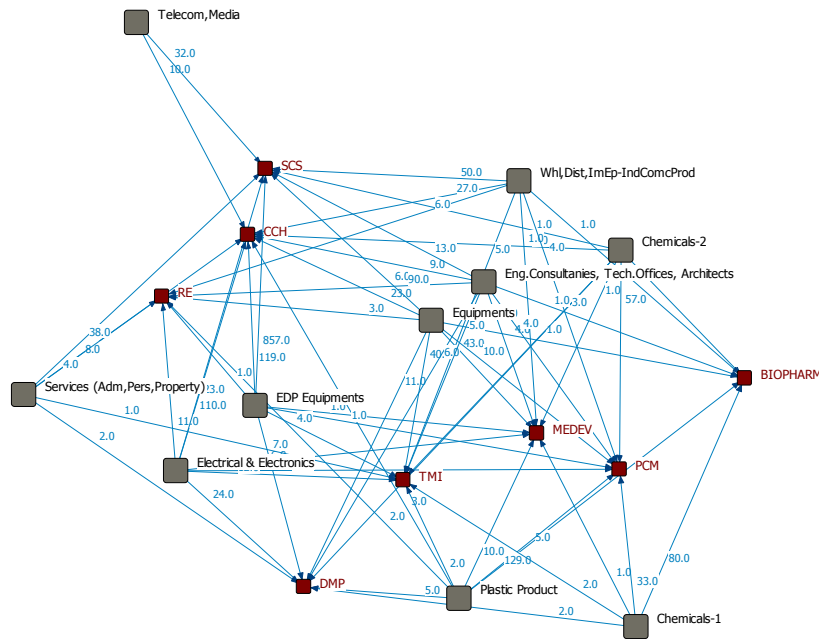 Telecom,Media
32.0
10.0
SCS
50.0
Whl,Dist,ImEp-IndComcProd
27.0
6.0
1.0
1.0
CCH
13.0
5.0
4.0
Chemicals-2
9.0
Eng.Consultanies, Tech.Offices, Architects
90.0
1.0
RE
23.0
3.0
57.0
3.0
Equipments
5.0
4.0
1.0
38.0
8.0
857.0
43.0
10.0
119.0
6.0
4.0
1.0
11.0
BIOPHARM
Services (Adm,Pers,Property)
EDP Equipments
1.0
110.0
1.0
4.0
11.0
2.0
MEDEV
7.0
Electrical & Electronics
TMI
PCM
24.0
3.0
2.0
5.0
10.0
129.0
80.0
2.0
DMP
5.0
Plastic Product
2.0
1.0
33.0
2.0
Chemicals-1